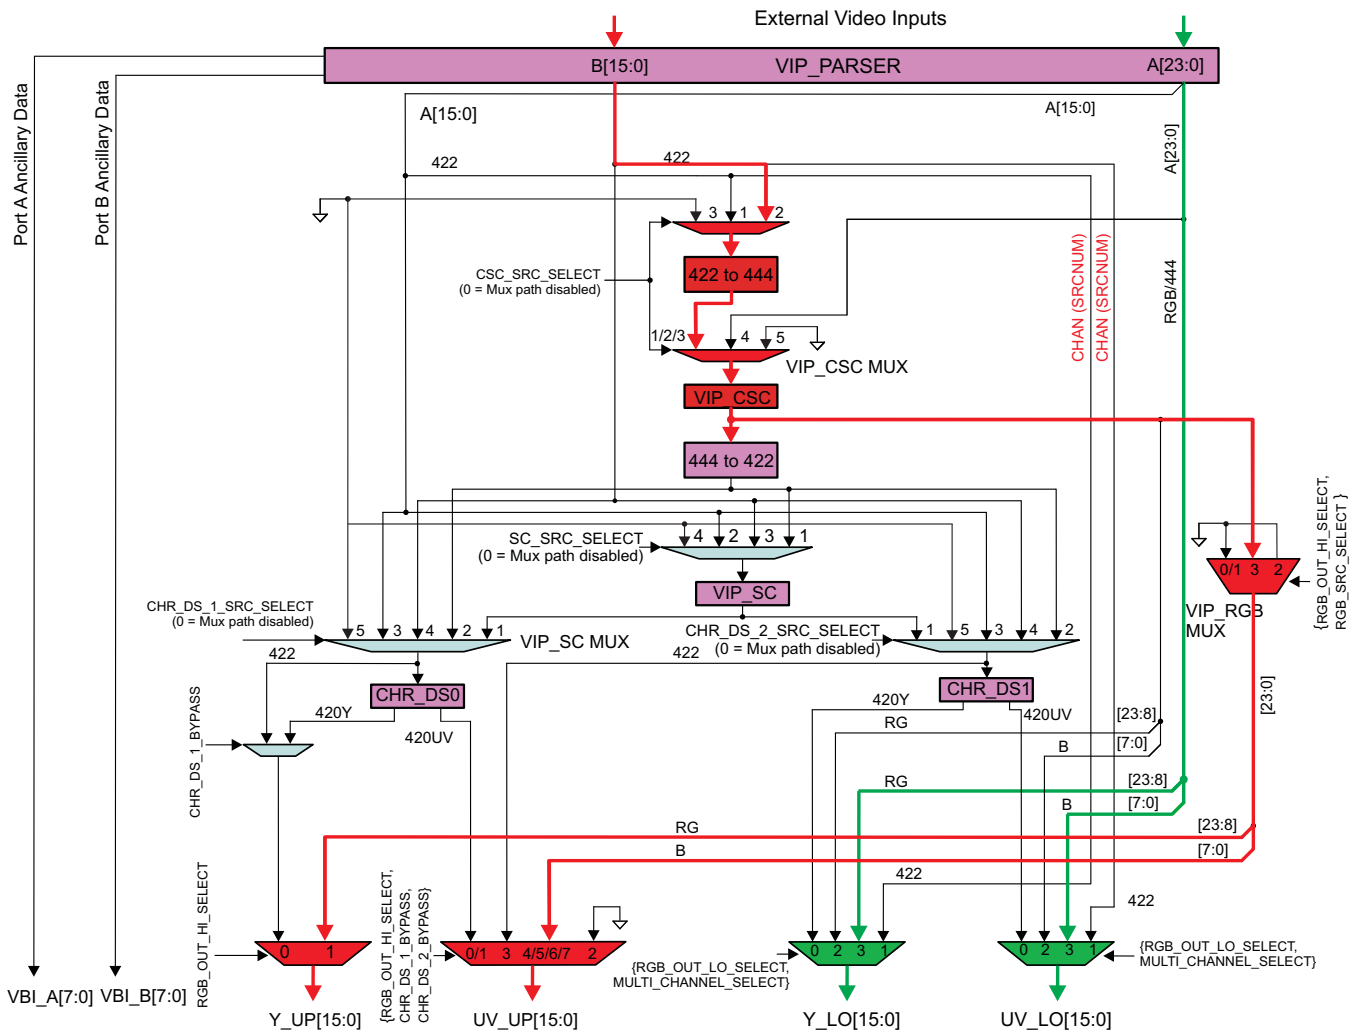 External Video Inputs
B[15:0]
VIP_PARSER
A[23:0]
Port A Ancillary Data
Port B Ancillary Data
A[15:0]
A[15:0]
A[23:0]
422
422
3
1
2
CSC_SRC_SELECT
(0 = Mux path disabled)
422 to 444
CHAN (SRCNUM)
CHAN (SRCNUM)
RGB/444
1/2/3
4
5
VIP_CSC MUX
VIP_CSC
444 to 422
SC_SRC_SELECT
(0 = Mux path disabled)
4
2
3
1
VIP_SC
0/1
3
2
VIP_RGB
MUX
{RGB_OUT_HI_SELECT,
RGB_SRC_SELECT }
CHR_DS_1_SRC_SELECT
(0 = Mux path disabled)
5
3
4
2
1
VIP_SC MUX
CHR_DS_2_SRC_SELECT
(0 = Mux path disabled)
1
5
3
4
2
422
422
CHR_DS0
CHR_DS1
[23:0]
420Y
420UV
420Y
420UV
[23:8]
RG
B
[7:0]
CHR_DS_1_BYPASS
RG
[23:8]
B
[7:0]
RG
[23:8]
B
[7:0]
422
422
RGB_OUT_HI_SELECT
0
1
{RGB_OUT_HI_SELECT,
CHR_DS_1_BYPASS,
CHR_DS_2_BYPASS}
0/1
3
4/5/6/7
2
{RGB_OUT_LO_SELECT,
MULTI_CHANNEL_SELECT}
0
2
3
1
0
2
3
1
{RGB_OUT_LO_SELECT,
MULTI_CHANNEL_SELECT}
VBI_A[7:0]
VBI_B[7:0]
Y_UP[15:0]
UV_UP[15:0]
Y_LO[15:0]
UV_LO[15:0]